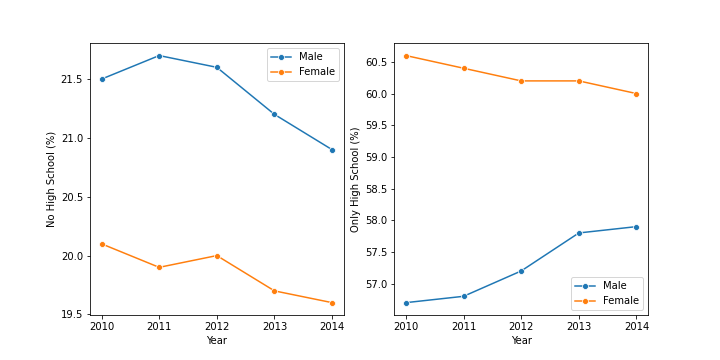 No High School (%)
21.5
21.0
20.5
20.0
19.5
2010
2011
2012
2013
2014
Year
Male
Female
Only High School (%)
60.5
60.0
59.5
59.0
58.5
58.0
57.5
57.0
2010
2011
2012
2013
2014
Year
Male
Female